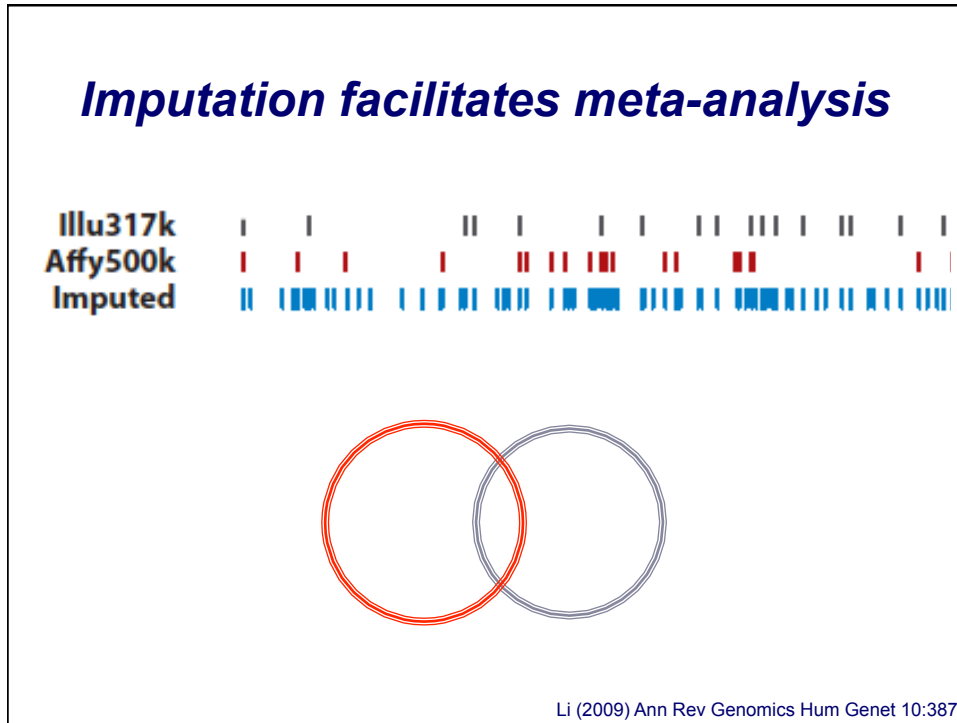 Imputation facilitates meta-analysis
Illu317k
Affy500k
Imputed
Li (2009) Ann Rev Genomics Hum Genet 10:387